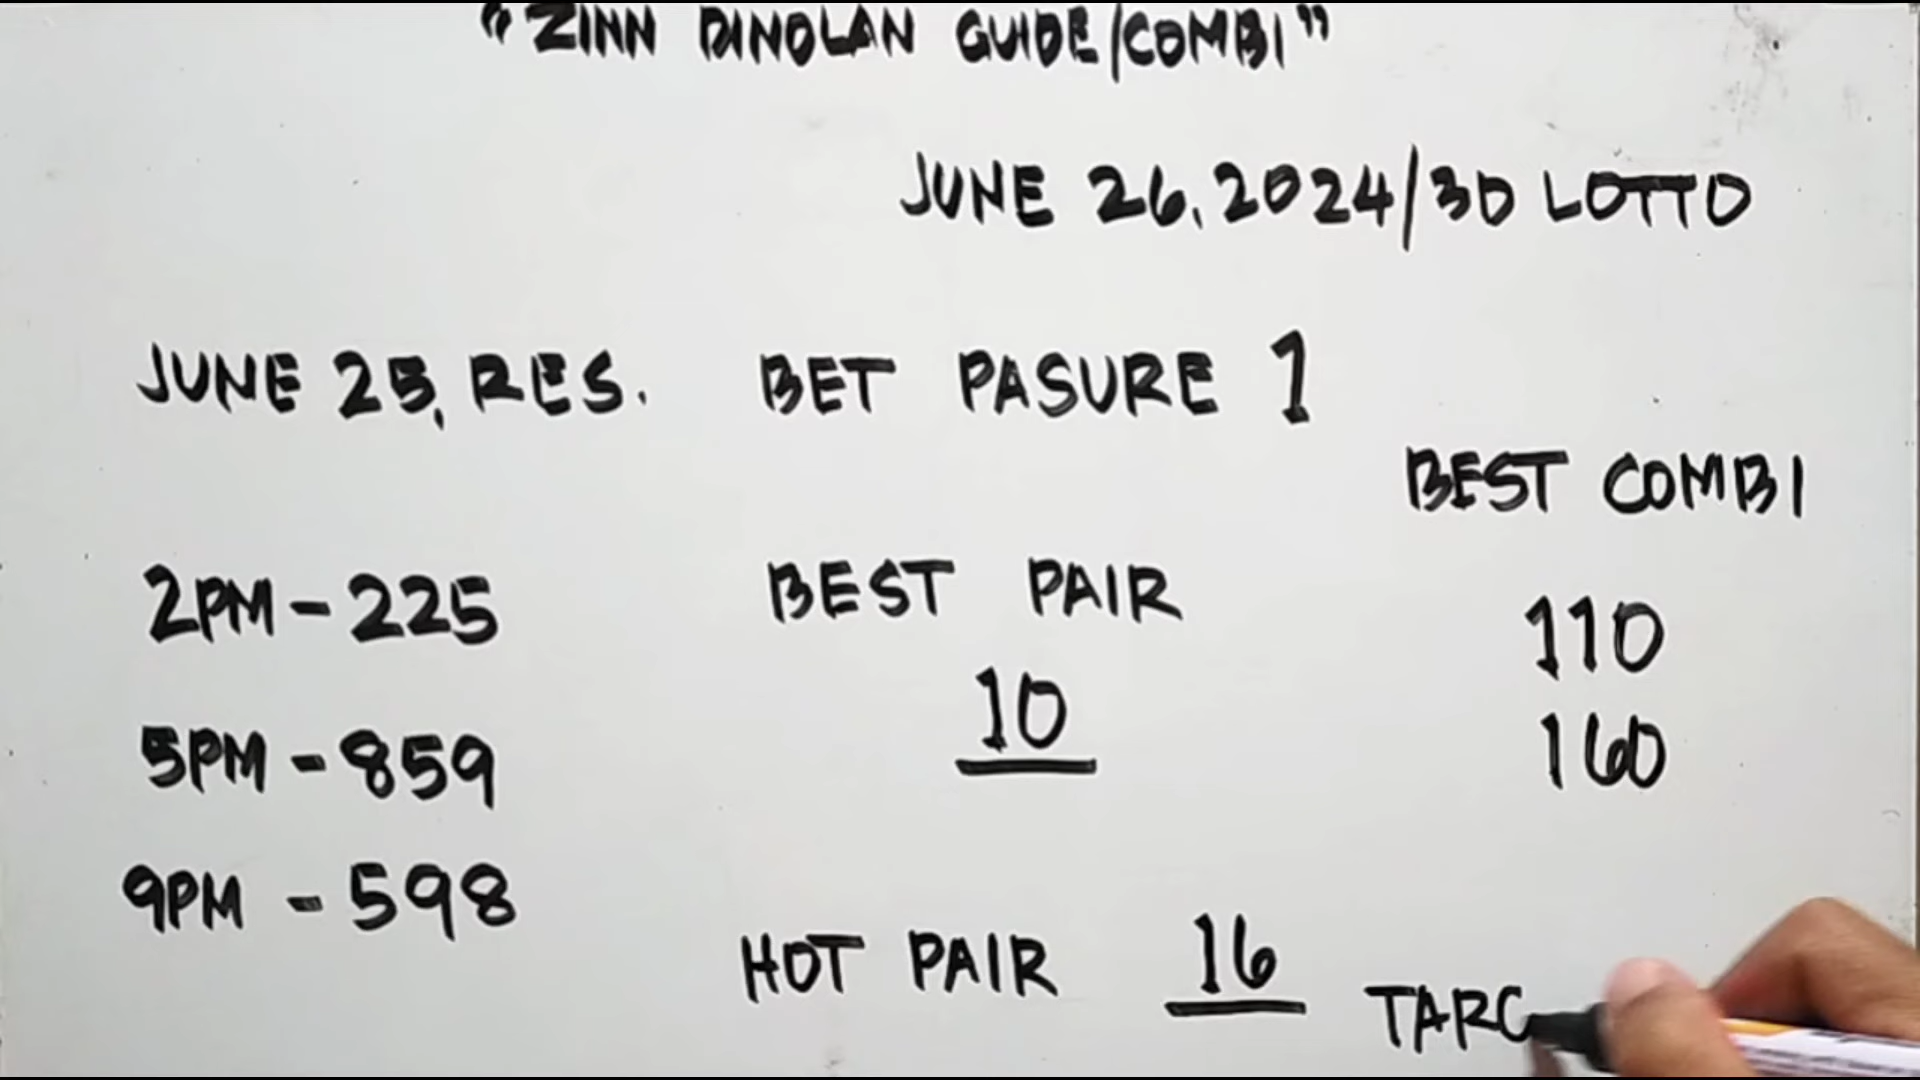 "ZINN DINOLAN GUIDE/COMBI"
JUNE 26, 2024/3D LOTTO
JUNE 25, RES.
2PM - 225
5PM - 859
9PM - 598
BET PASURE 1
BEST PAIR
10
HOT PAIR 16
BEST COMBI
110
160
TARG